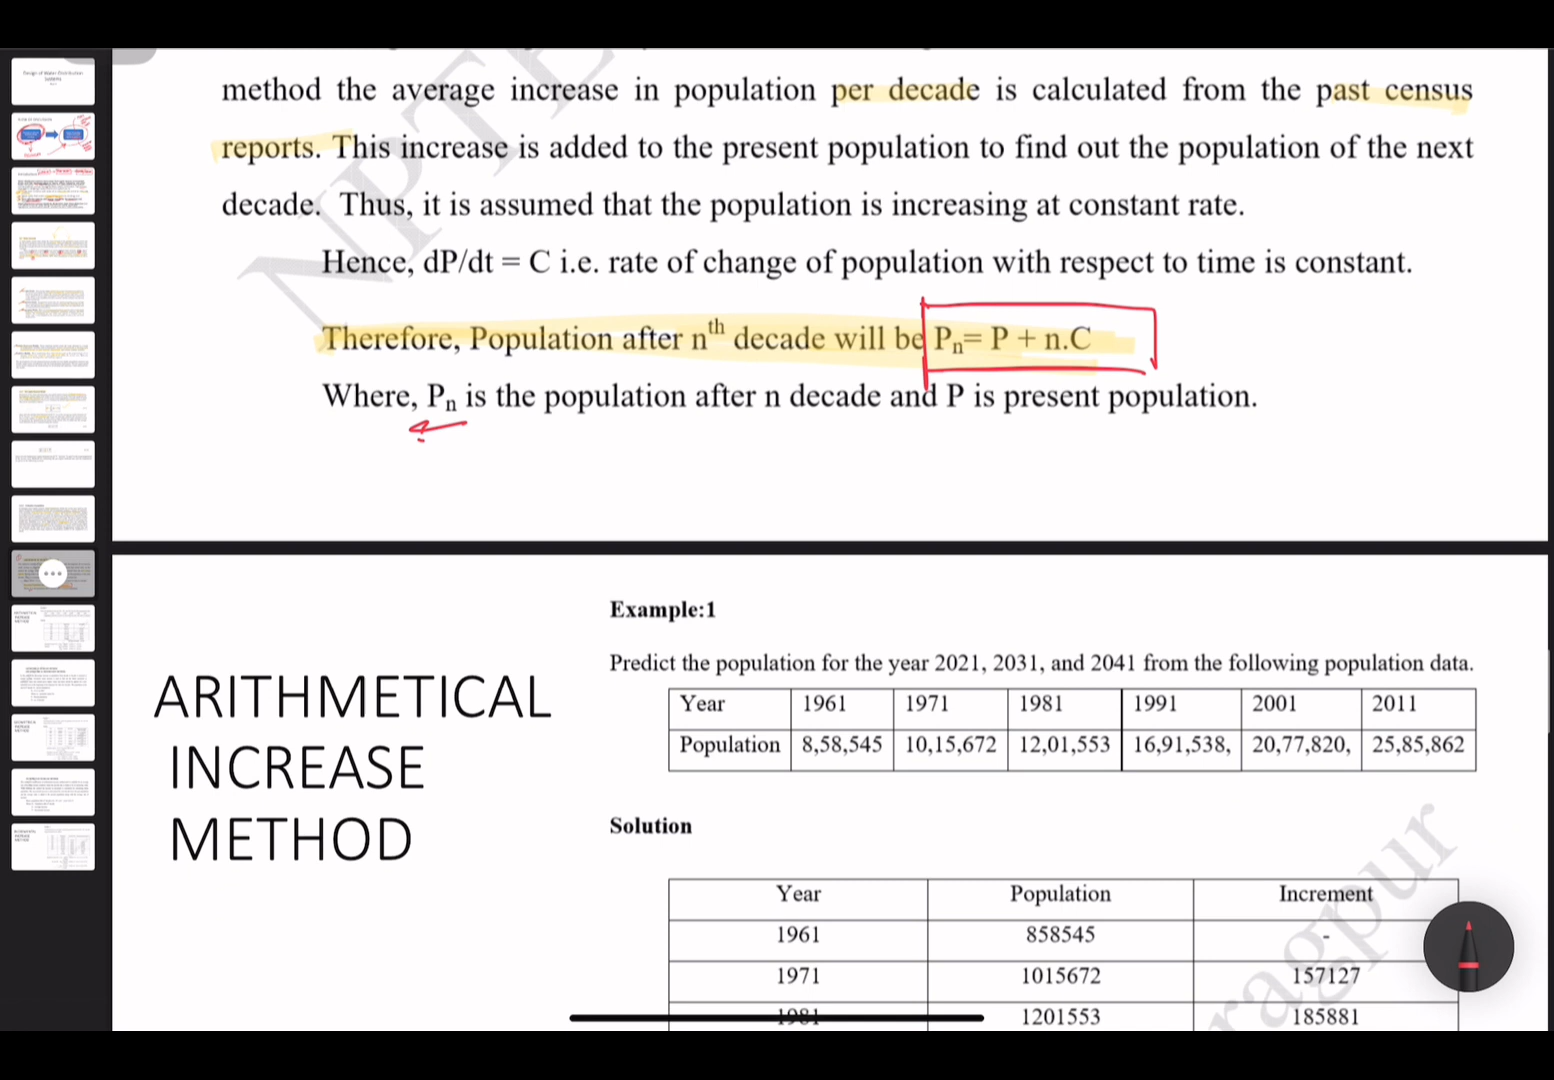 method the average increase in population per decade is calculated from the past census
reports. This increase is added to the present population to find out the population of the next
decade. Thus, it is assumed that the population is increasing at constant rate.
Hence, dP/dt = C i.e. rate of change of population with respect to time is constant.
Therefore, Population after nth decade will be Pn= P + n.C
Where, Pn is the population after n decade and P is present population.
ARITHMETICAL
INCREASE
METHOD
Example:1
Predict the population for the year 2021, 2031, and 2041 from the following population data.
Year 1961 1971 1981 1991 2001 2011
Population 8,58,545 10,15,672 12,01,553 16,91,538, 20,77,820, 25,85,862
Solution
Year Population Increment
1961 858545 -
1971 1015672 157127
1981 1201553 185881
NPTE
ragpur